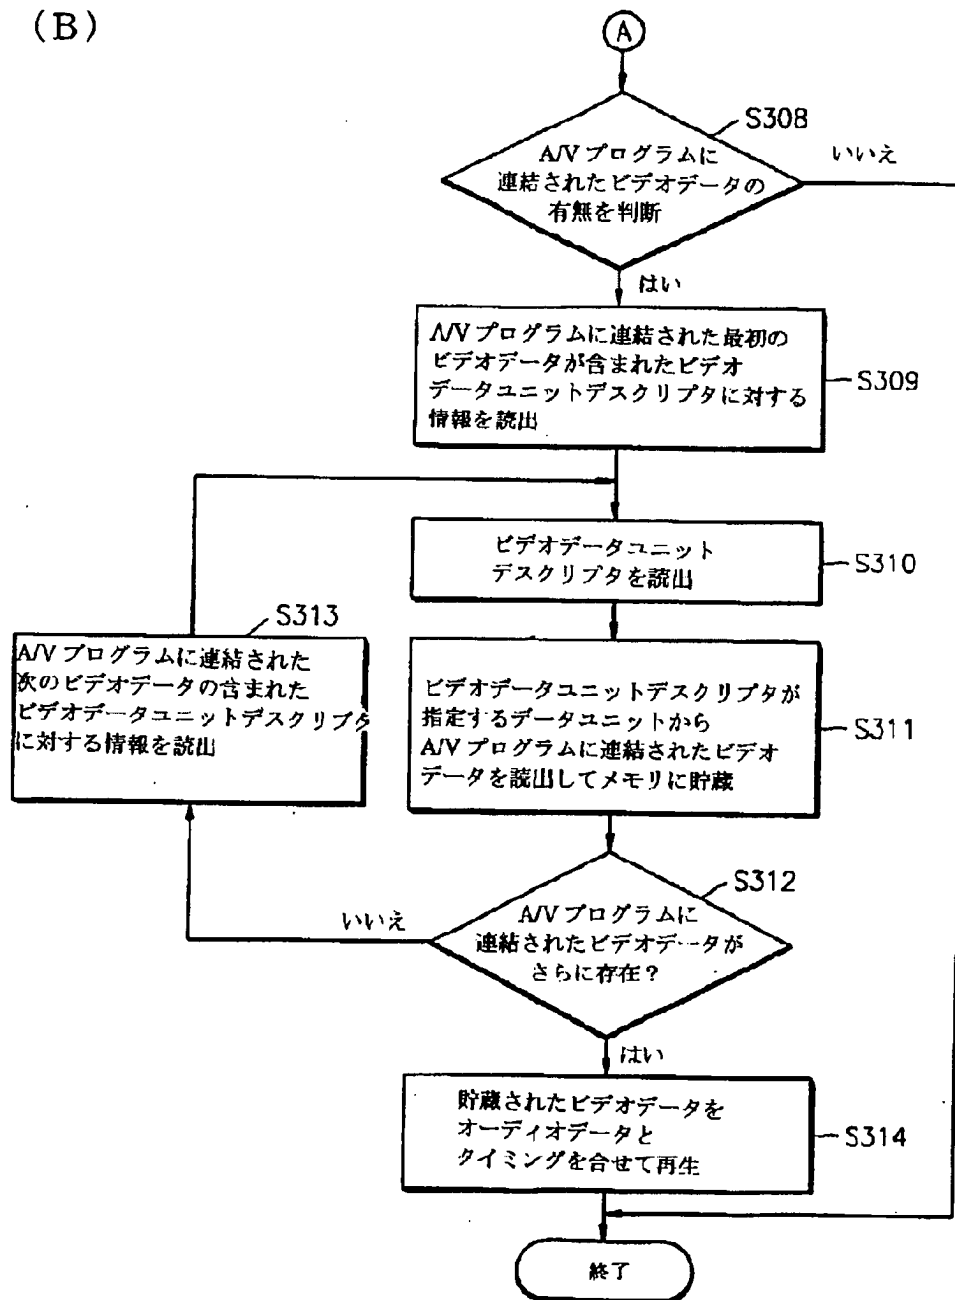 (B)
A
S308
A/V プログラムに
連結されたビデオデータの
有無を判断
いいえ
はい
A/V プログラムに連結された最初の
ビデオデータが含まれたビデオ
データユニットデスクリプタに対する
情報を読出
S309
ビデオデータユニット
デスクリプタを読出
S310
S313
A/V プログラムに連結された
次のビデオデータの含まれた
ビデオデータユニットデスクリプタ
に対する情報を読出
ビデオデータユニットデスクリプタが
指定するデータユニットから
A/V プログラムに連結されたビデオ
データを読出してメモリに貯蔵
S311
S312
A/V プログラムに
連結されたビデオデータが
さらに存在？
いいえ
はい
貯蔵されたビデオデータを
オーディオデータと
タイミングを合せて再生
S314
終了